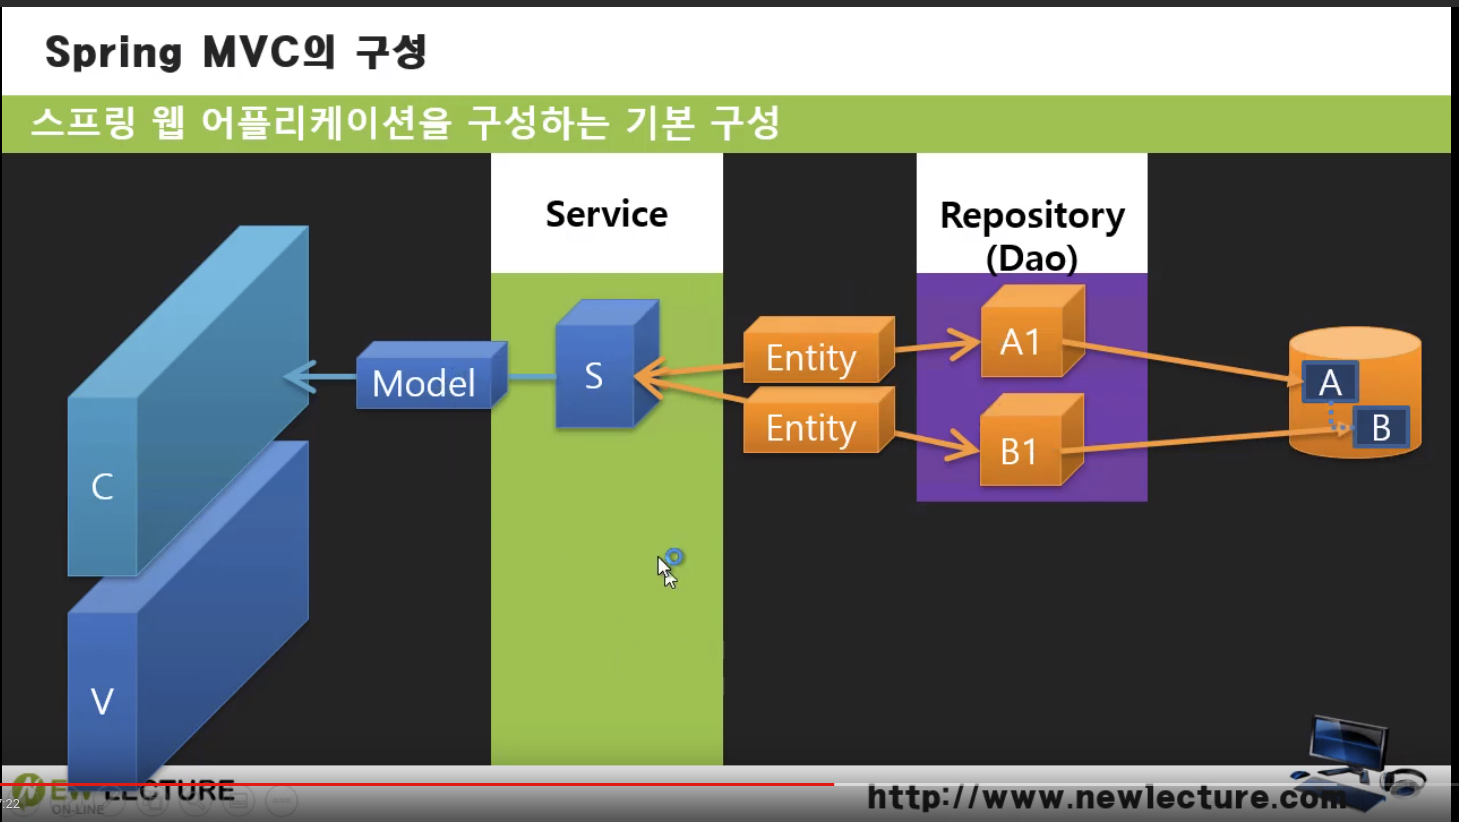 Spring MVC의 구성
스프링 웹 어플리케이션을 구성하는 기본 구성
Service
Repository
(Dao)
C
V
Model
S
Entity
Entity
A1
B1
A
B
NEW LECTURE
ON-LINE
:22
http://www.newlecture.com